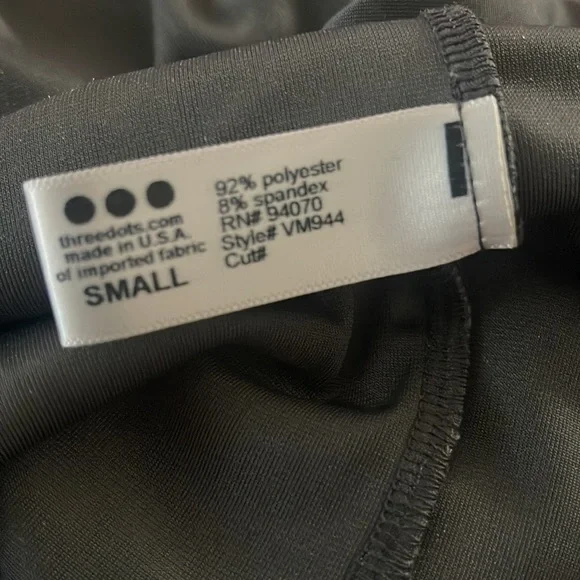 threedots.com
made in U.S.A.
of imported fabric
SMALL
92% polyester
8% spandex
RN# 94070
Style# VM944
Cut#